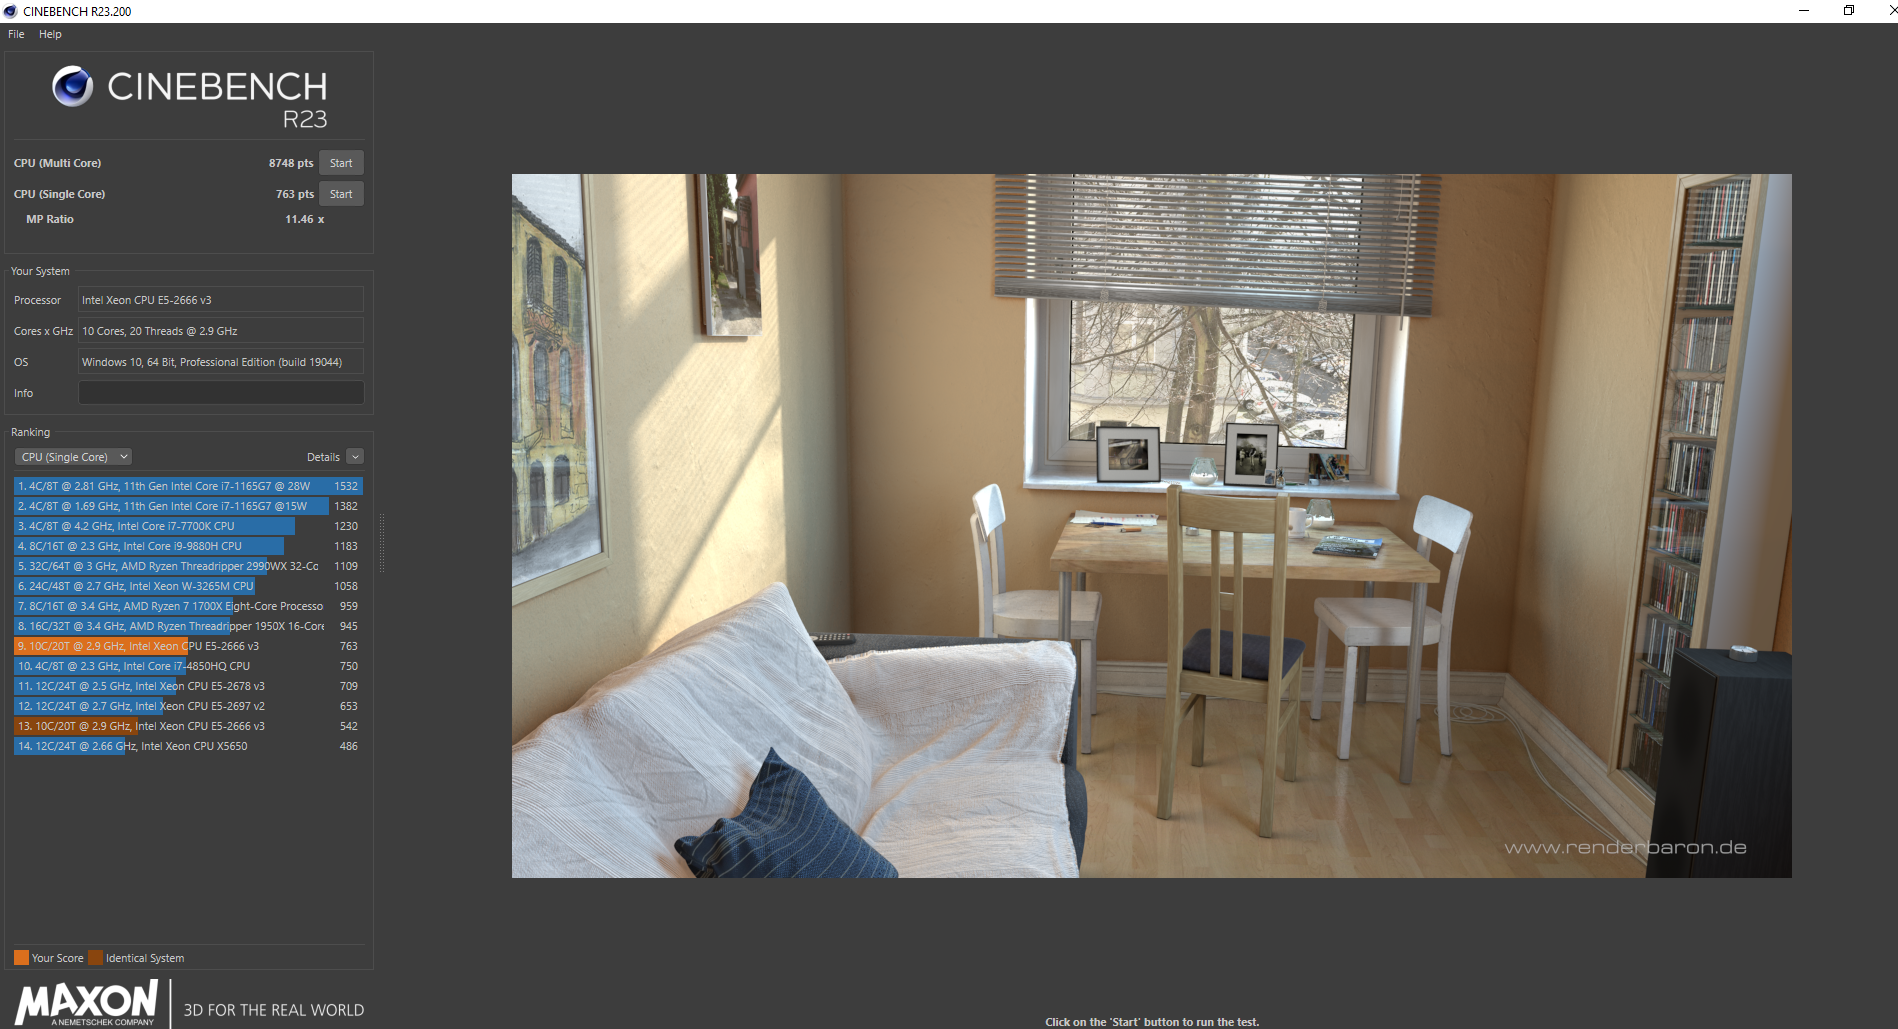 CINEBENCH R23.200
File Help
CINEBENCH
R23
CPU (Multi Core) 8748 pts Start
CPU (Single Core) 763 pts Start
MP Ratio 11.46 x
Your System
Processor Intel Xeon CPU E5-2666 v3
Cores x GHz 10 Cores, 20 Threads @ 2.9 GHz
OS Windows 10, 64 Bit, Professional Edition (build 19044)
Info
Ranking
CPU (Single Core) Details
1. 4C/8T @ 2.81 GHz, 11th Gen Intel Core i7-1165G7 @ 28W 1532
2. 4C/8T @ 1.69 GHz, 11th Gen Intel Core i7-1165G7 @15W 1382
3. 4C/8T @ 4.2 GHz, Intel Core i7-7700K CPU 1230
4. 8C/16T @ 2.3 GHz, Intel Core i9-9880H CPU 1183
5. 32C/64T @ 3 GHz, AMD Ryzen Threadripper 2990WX 32-Co 1109
6. 24C/48T @ 2.7 GHz, Intel Xeon W-3265M CPU 1058
7. 8C/16T @ 3.4 GHz, AMD Ryzen 7 1700X Eight-Core Processo 959
8. 16C/32T @ 3.4 GHz, AMD Ryzen Threadripper 1950X 16-Core 945
9. 10C/20T @ 2.9 GHz, Intel Xeon CPU E5-2666 v3 763
10. 4C/8T @ 2.3 GHz, Intel Core i7-4850HQ CPU 750
11. 12C/24T @ 2.5 GHz, Intel Xeon CPU E5-2678 v3 709
12. 12C/24T @ 2.7 GHz, Intel Xeon CPU E5-2697 v2 653
13. 10C/20T @ 2.9 GHz, Intel Xeon CPU E5-2666 v3 542
14. 12C/24T @ 2.66 GHz, Intel Xeon CPU X5650 486
Your Score Identical System
MAXON
A NEMETSCHEK COMPANY
3D FOR THE REAL WORLD
www.renderbaron.de
Click on the 'Start' button to run the test.